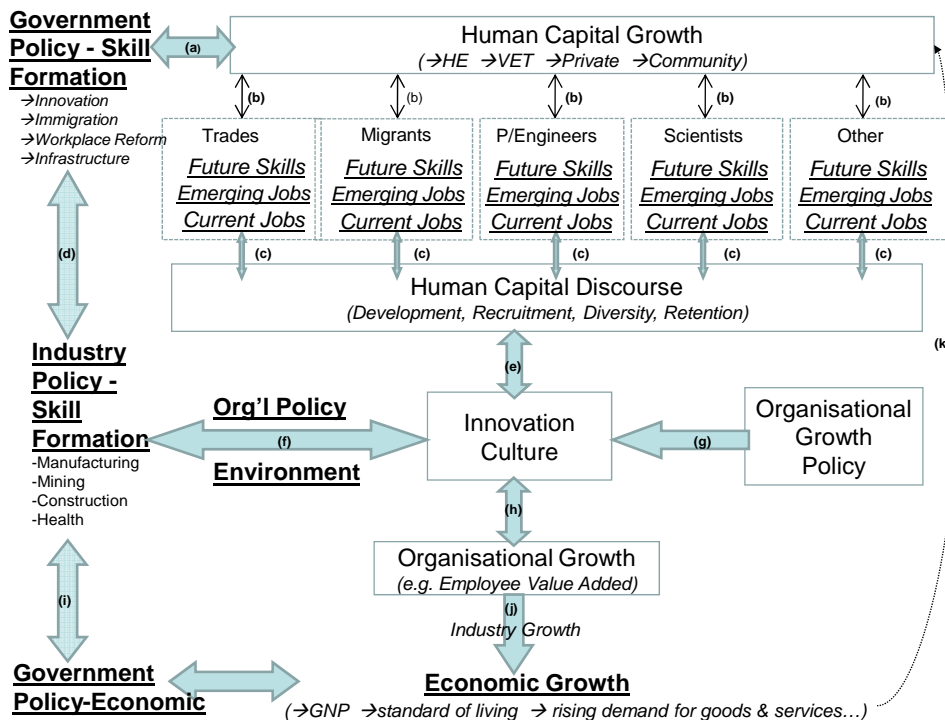 Government
Policy - Skill
Formation
→Innovation
→Immigration
→Workplace Reform
→Infrastructure
(a)
Human Capital Growth
(→HE →VET →Private →Community)
(b) (b) (b) (b) (b)
Trades
Future Skills
Emerging Jobs
Current Jobs
Migrants
Future Skills
Emerging Jobs
Current Jobs
P/Engineers
Future Skills
Emerging Jobs
Current Jobs
Scientists
Future Skills
Emerging Jobs
Current Jobs
Other
Future Skills
Emerging Jobs
Current Jobs
(c) (c) (c) (c) (c)
(d)
Human Capital Discourse
(Development, Recruitment, Diversity, Retention)
(k
(e)
Industry
Policy -
Skill
Formation
-Manufacturing
-Mining
-Construction
-Health
Org'l Policy
(f)
Environment
Innovation
Culture
(g)
Organisational
Growth
Policy
(h)
Organisational Growth
(e.g. Employee Value Added)
(i)
(j)
Industry Growth
Government
Policy-Economic
Economic Growth
(→GNP →standard of living → rising demand for goods & services…)